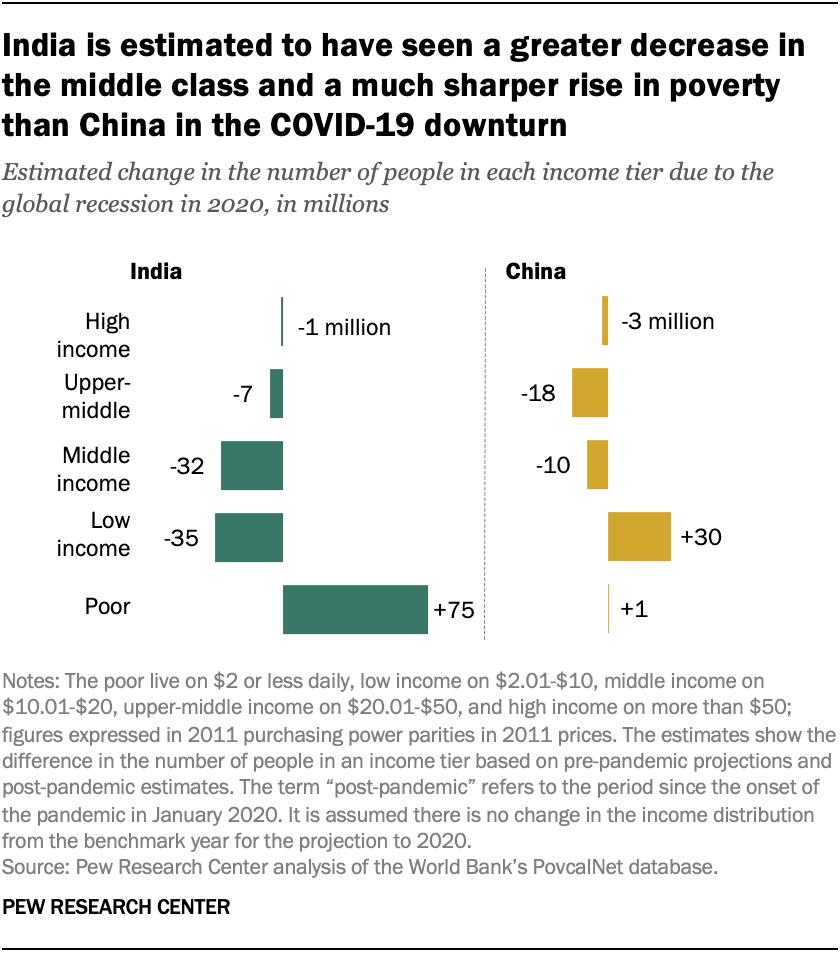 India is estimated to have seen a greater decrease in
the middle class and a much sharper rise in poverty
than China in the COVID-19 downturn
Estimated change in the number of people in each income tier due to the
global recession in 2020, in millions
India
China
High
income
-1 million
-3 million
Upper-
middle
-7
-18
Middle
income
-32
-10
Low
income
-35
+30
Poor
+75
+1
Notes: The poor live on $2 or less daily, low income on $2.01-$10, middle income on
$10.01-$20, upper-middle income on $20.01-$50, and high income on more than $50;
figures expressed in 2011 purchasing power parities in 2011 prices. The estimates show the
difference in the number of people in an income tier based on pre-pandemic projections and
post-pandemic estimates. The term “post-pandemic” refers to the period since the onset of
the pandemic in January 2020. It is assumed there is no change in the income distribution
from the benchmark year for the projection to 2020.
Source: Pew Research Center analysis of the World Bank’s PovcalNet database.
PEW RESEARCH CENTER